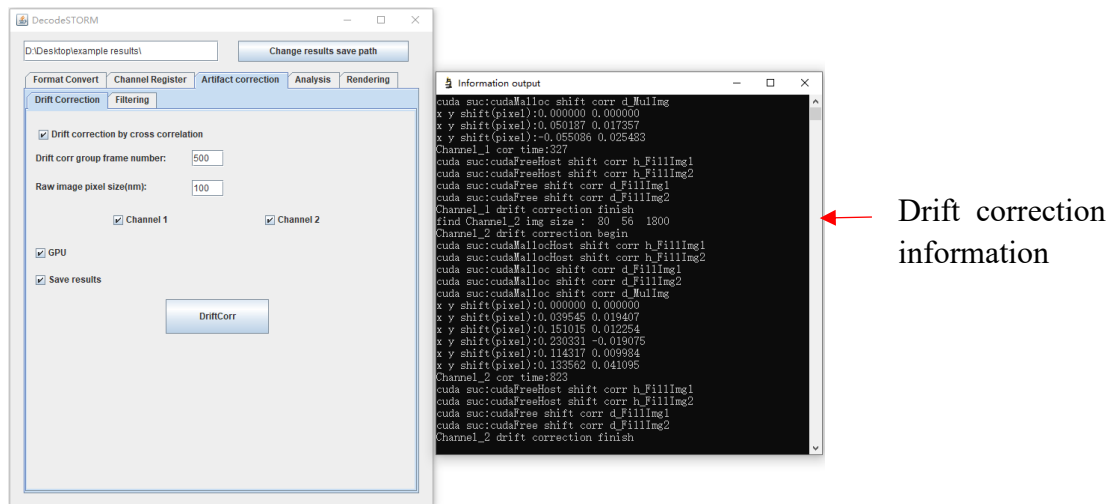 DecodeSTORM
D:\Desktop\example results\
Change results save path
Format Convert Channel Register Artifact correction Analysis Rendering
Drift Correction Filtering
Drift correction by cross correlation
Drift corr group frame number: 500
Raw image pixel size(nm): 100
Channel 1 Channel 2
GPU
Save results
DriftCorr
Information output
cuda suc:cudaMalloc shift corr d_MulImg
x y shift(pixel):0.000000 0.000000
x y shift(pixel):0.050187 0.017357
x y shift(pixel):-0.055086 0.025483
Channel_1 cor time:327
cuda suc:cudaFreeHost shift corr h_FillImg1
cuda suc:cudaFreeHost shift corr h_FillImg2
cuda suc:cudaFree shift corr d_FillImg1
cuda suc:cudaFree shift corr d_FillImg2
Channel_1 drift correction finish
find Channel_2 img size :  80  56  1800
Channel_2 drift correction begin
cuda suc:cudaMallocHost shift corr h_FillImg1
cuda suc:cudaMallocHost shift corr h_FillImg2
cuda suc:cudaMalloc shift corr d_FillImg1
cuda suc:cudaMalloc shift corr d_FillImg2
cuda suc:cudaMalloc shift corr d_MulImg
x y shift(pixel):0.000000 0.000000
x y shift(pixel):0.039545 0.019407
x y shift(pixel):0.151015 0.012254
x y shift(pixel):0.230331 -0.019075
x y shift(pixel):0.114317 0.009984
x y shift(pixel):0.133562 0.041095
Channel_2 cor time:823
cuda suc:cudaFreeHost shift corr h_FillImg1
cuda suc:cudaFreeHost shift corr h_FillImg2
cuda suc:cudaFree shift corr d_FillImg1
cuda suc:cudaFree shift corr d_FillImg2
Channel_2 drift correction finish
Drift correction
information